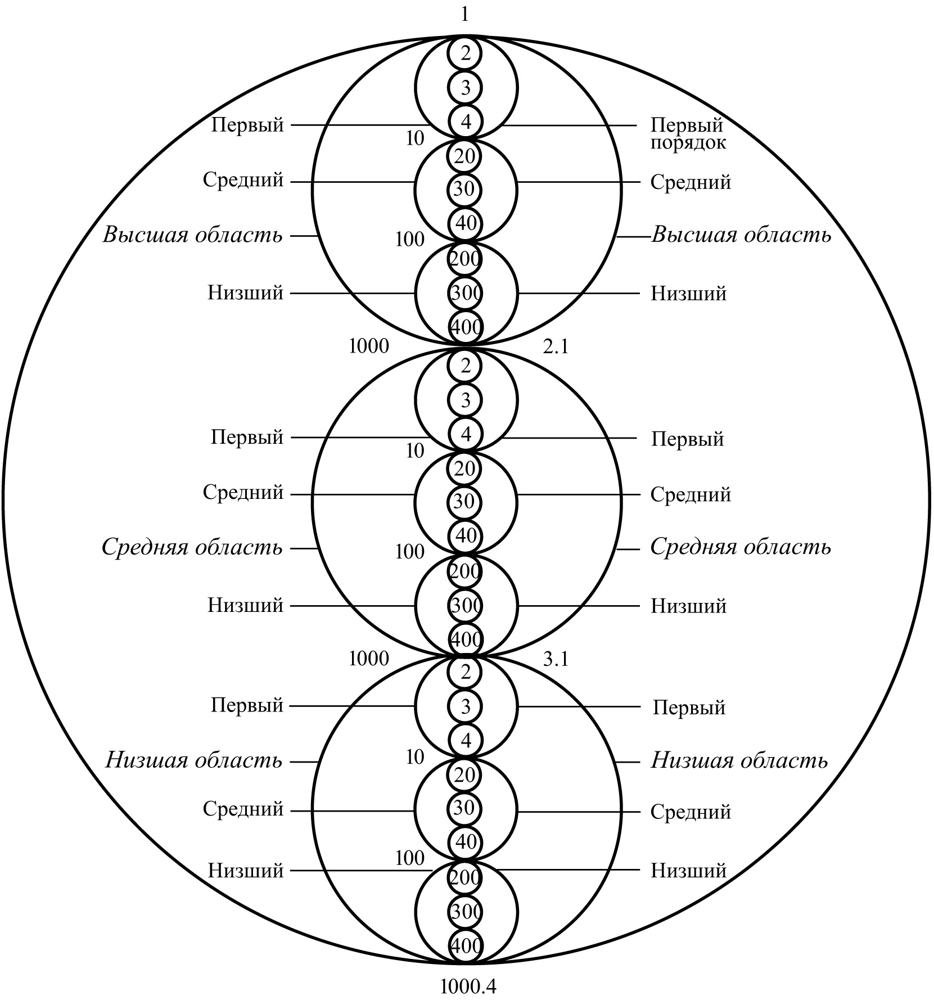 1
2
3
4
Первый
Первый
порядок
10
20
Средний
30
Средний
40
Высшая область
Высшая область
100
200
Низший
300
Низший
400
1000
2.1
2
3
4
Первый
Первый
10
20
Средний
30
Средний
40
Средняя область
Средняя область
100
200
Низший
300
Низший
400
1000
3.1
2
Первый
3
Первый
4
10
Низшая область
Низшая область
20
Средний
30
Средний
40
100
Низший
200
Низший
300
400
1000.4